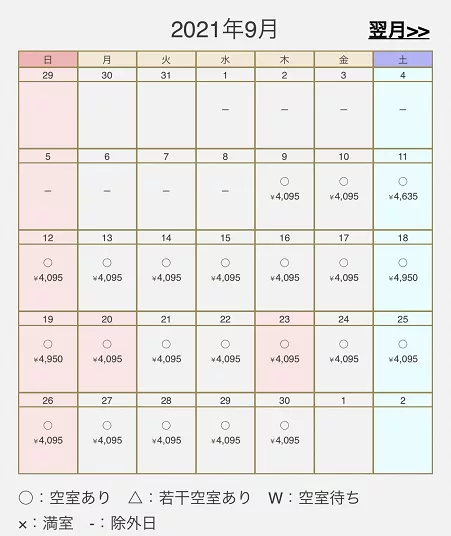 2021年9月 翌月>>
日 月 火 水 木 金 土
29 30 31 1 2 3 4
- - - -
5 6 7 8 9 10 11
- - - - ○ ○ ○
¥4,095 ¥4,095 ¥4,635
12 13 14 15 16 17 18
○ ○ ○ ○ ○ ○ ○
¥4,095 ¥4,095 ¥4,095 ¥4,095 ¥4,095 ¥4,095 ¥4,950
19 20 21 22 23 24 25
○ ○ ○ ○ ○ ○ ○
¥4,950 ¥4,095 ¥4,095 ¥4,095 ¥4,095 ¥4,095 ¥4,095
26 27 28 29 30 1 2
○ ○ ○ ○ ○
¥4,095 ¥4,095 ¥4,095 ¥4,095 ¥4,095
○：空室あり △：若干空室あり W：空室待ち
×：満室 -：除外日